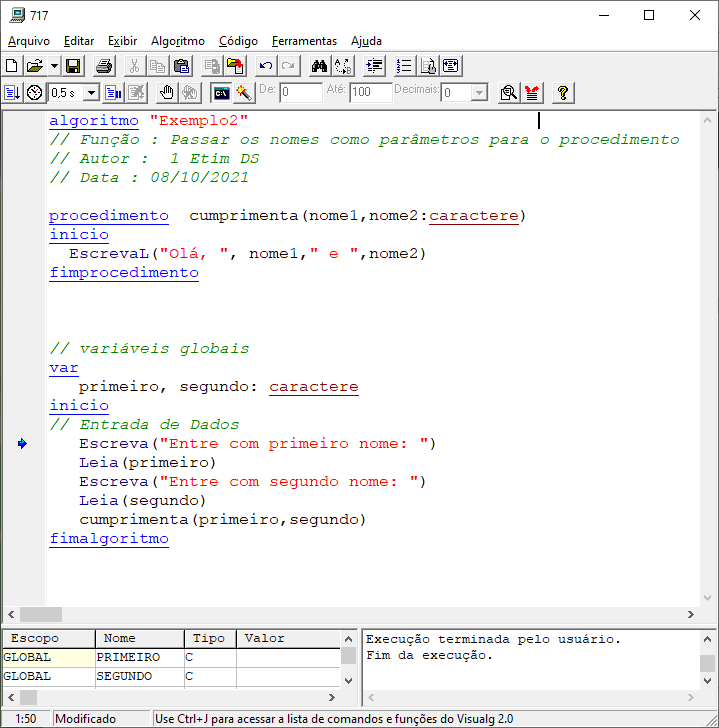 717
Arquivo Editar Exibir Algoritmo Código Ferramentas Ajuda
0,5 s De: 0 Até: 100 Decimais: 0
algoritmo "Exemplo2"
// Função : Passar os nomes como parâmetros para o procedimento
// Autor :  1 Etim DS
// Data : 08/10/2021
procedimento  cumprimenta(nome1,nome2:caractere)
inicio
  EscrevaL("Olá, ", nome1," e ",nome2)
fimprocedimento
// variáveis globais
var
   primeiro, segundo: caractere
inicio
// Entrada de Dados
   Escreva("Entre com primeiro nome: ")
   Leia(primeiro)
   Escreva("Entre com segundo nome: ")
   Leia(segundo)
   cumprimenta(primeiro,segundo)
fimalgoritmo
Escopo Nome Tipo Valor
GLOBAL PRIMEIRO C
GLOBAL SEGUNDO C
Execução terminada pelo usuário.
Fim da execução.
1:50 Modificado Use Ctrl+J para acessar a lista de comandos e funções do Visualg 2.0